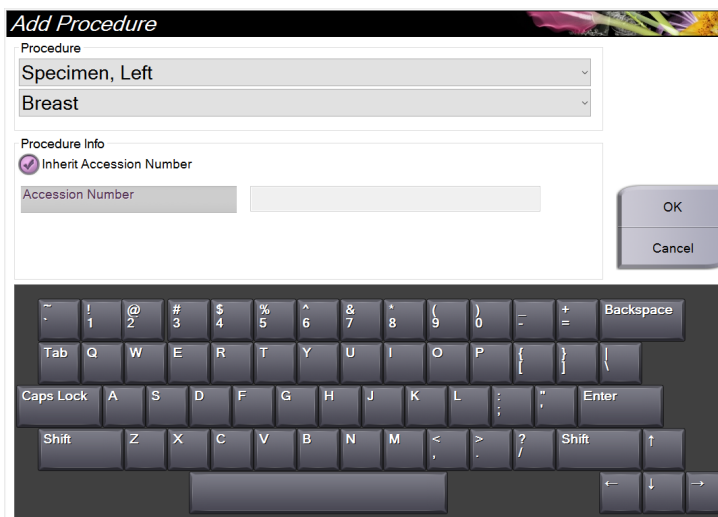 Add Procedure
Procedure
Specimen, Left
Breast
Procedure Info
Inherit Accession Number
Accession Number
OK
Cancel
~ ! @ # $ % ^ & * ( ) _ + Backspace
` 1 2 3 4 5 6 7 8 9 0 - =
Tab Q W E R T Y U I O P { } |
[ ] \
Caps Lock A S D F G H J K L : " Enter
; '
Shift Z X C V B N M < > ? Shift ↑
, . /
← ↓ →